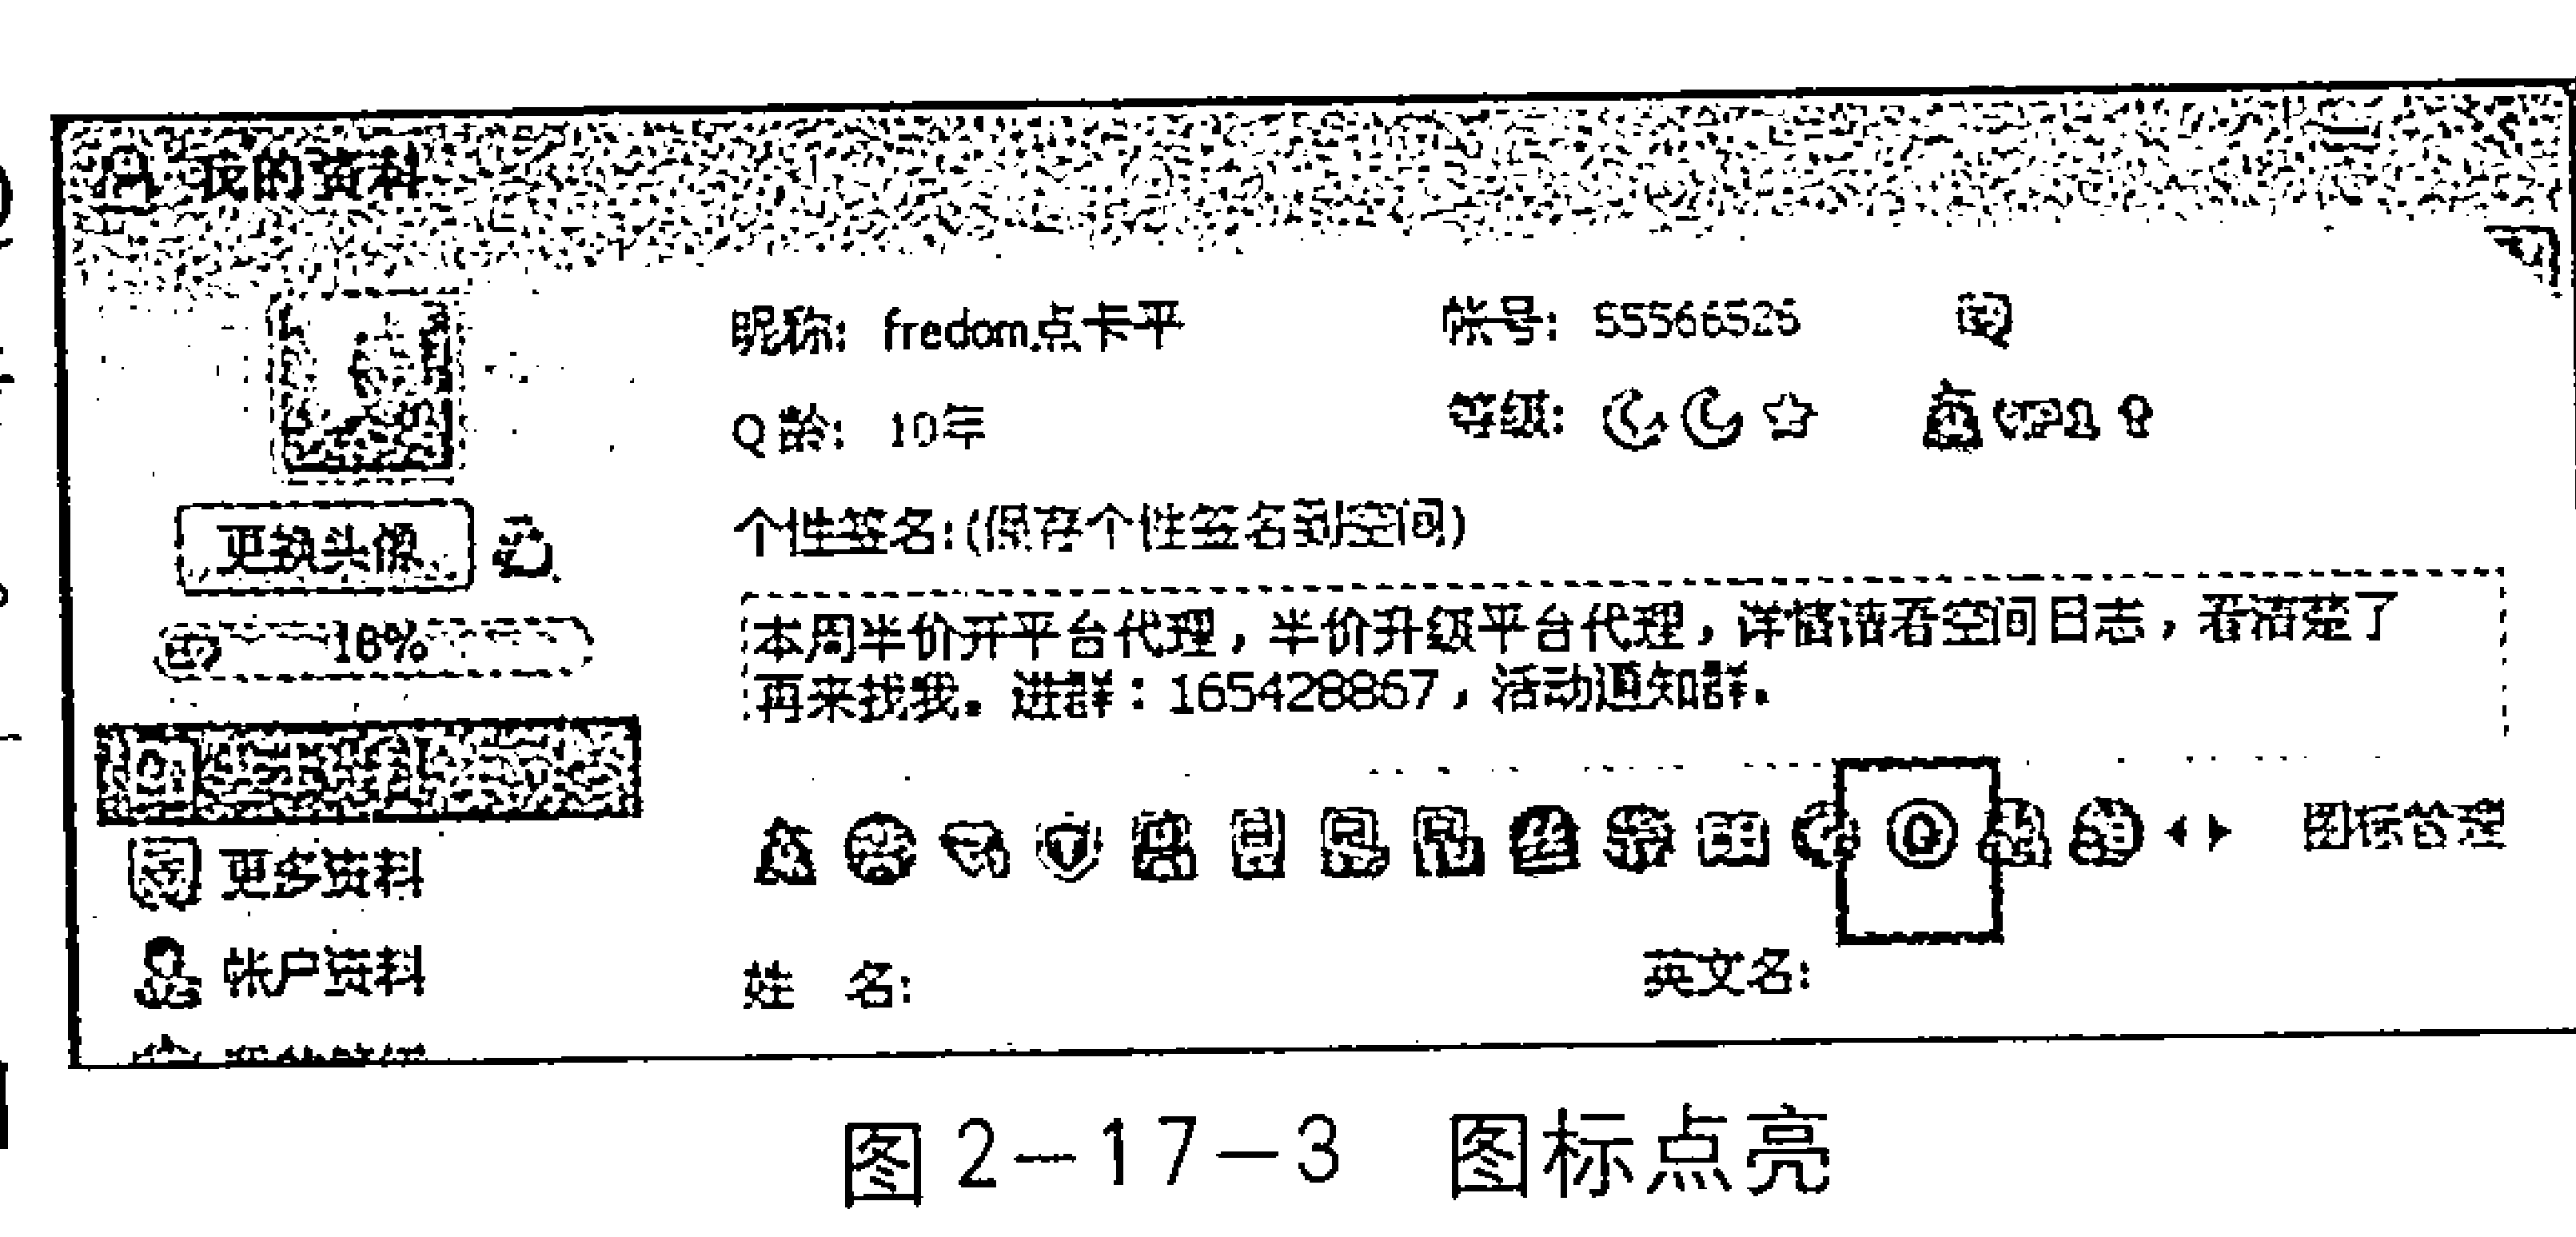 我的资料
昵称: fredom点卡平
帐号: 55566526
Q 龄: 10年
等级:
更换头像
个性签名:(保存个性签名到空间)
16%
本周半价开平台代理，半价升级平台代理，详情请看空间日志，看清楚了
再来找我。进群：165428867，活动通知群.
基本资料
图标管理
更多资料
帐户资料
姓 名:
英文名:
图2－17－3 图标点亮